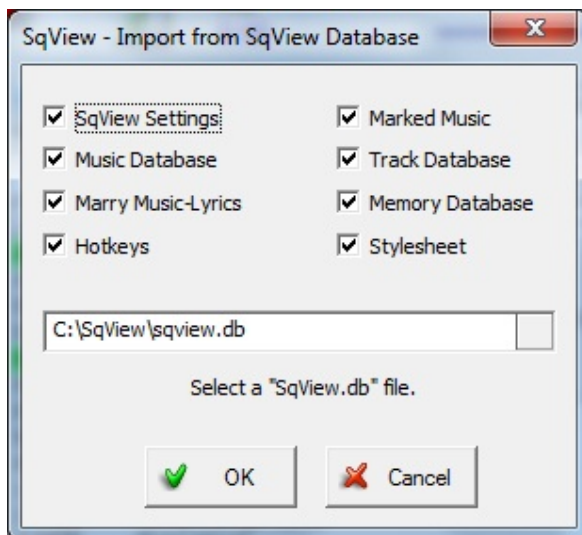 SqView - Import from SqView Database
SqView Settings
Marked Music
Music Database
Track Database
Marry Music-Lyrics
Memory Database
Hotkeys
Stylesheet
C:\SqView\sqview.db
Select a "SqView.db" file.
OK
Cancel